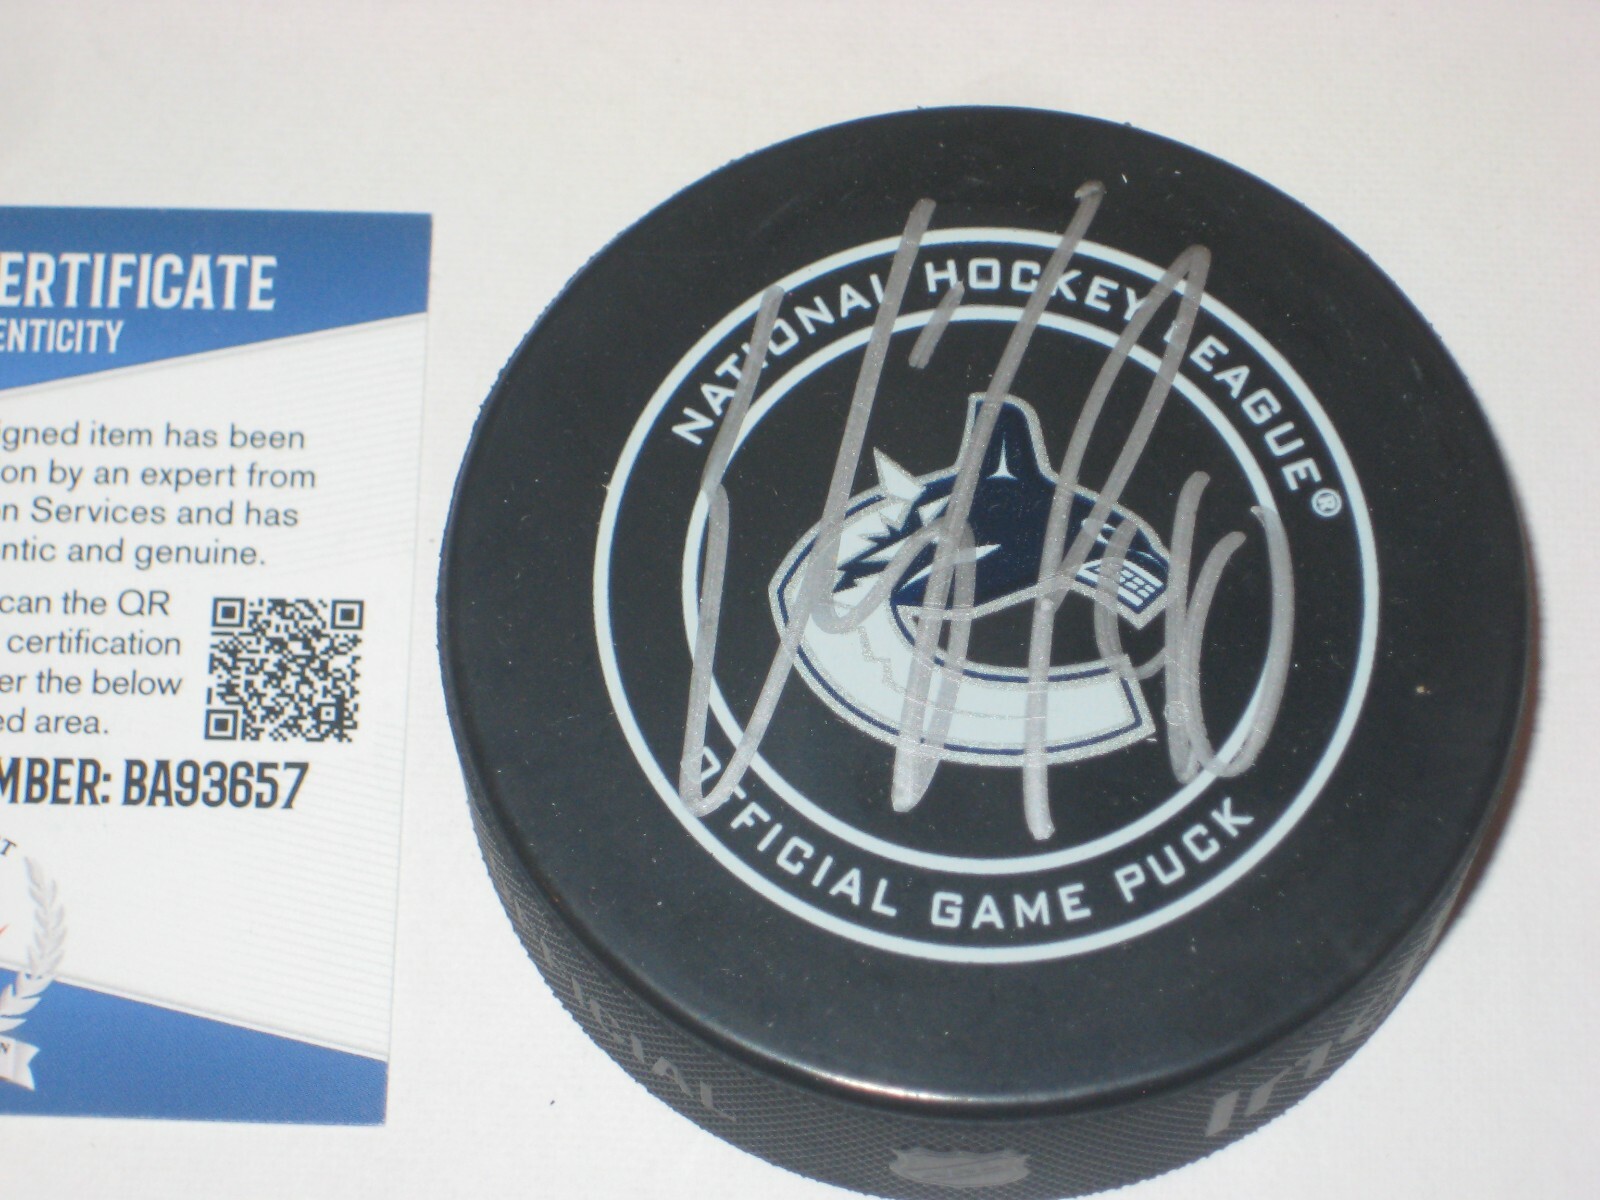 ERTIFICATE
ENTICITY
igned item has been
on by an expert from
n Services and has
ntic and genuine.
can the QR
certification
er the below
ed area.
MBER: BA93657
NATIONAL HOCKEY LEAGUE®
OFFICIAL GAME PUCK